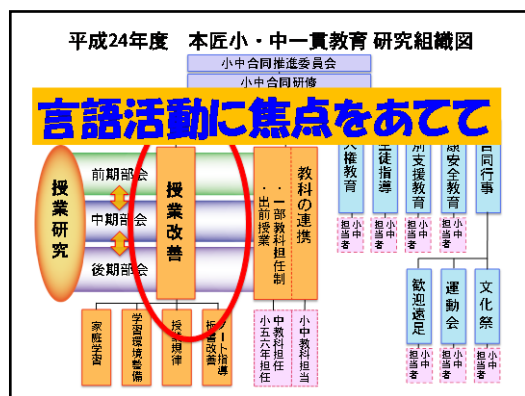 平成24年度　本匠小・中一貫教育 研究組織図
小中合同推進委員会
小中合同研修
言語活動に焦点をあてて
授業研究
前期部会
中期部会
後期部会
授業改善
・一部教科担任制
・出前授業
教科の連携
人権教育
生徒指導
別支援教育
康安全教育
合同行事
小中担当者
小中担当者
小中担当者
小中担当者
家庭学習
学習環境整備
授業規律
ノート指導
板書改善
中教科担任
小五六年担任
小中教科担当
歓迎遠足
運動会
文化祭
小中担当者
小中担当者
小中担当者